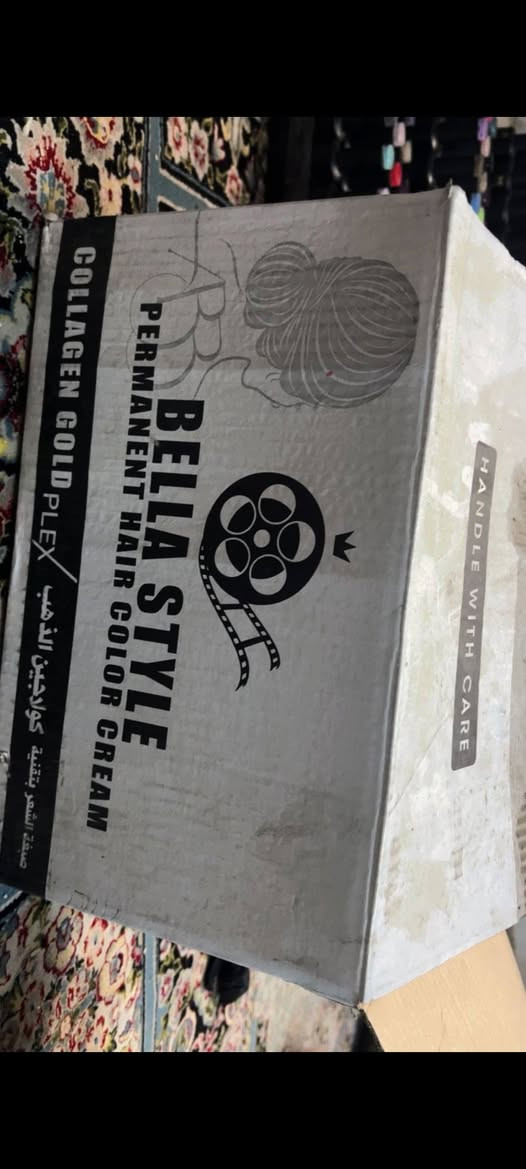 BELLA STYLE
PERMANENT HAIR COLOR CREAM
COLLAGEN GOLD PLEX صبغة الشعر بتقنية كولاجين الذهب
HANDLE WITH CARE